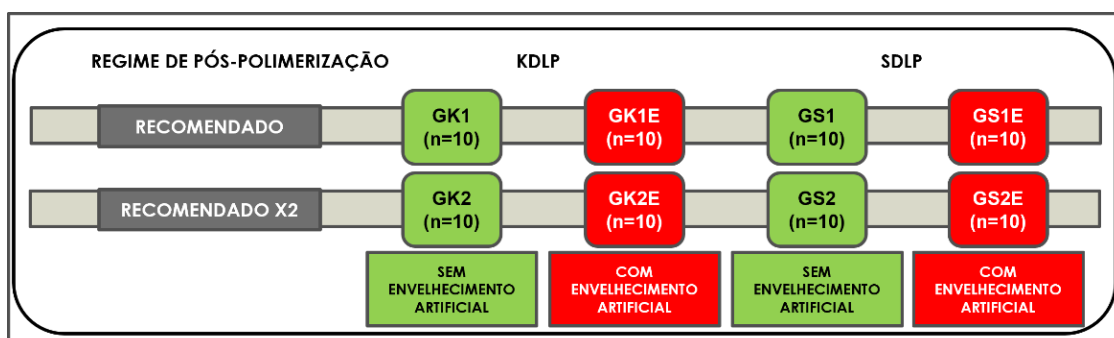 REGIME DE PÓS-POLIMERIZAÇÃO KDLP SDLP
RECOMENDADO
GK1
(n=10)
GK1E
(n=10)
GS1
(n=10)
GS1E
(n=10)
RECOMENDADO X2
GK2
(n=10)
GK2E
(n=10)
GS2
(n=10)
GS2E
(n=10)
SEM
ENVELHECIMENTO
ARTIFICIAL
COM
ENVELHECIMENTO
ARTIFICIAL
SEM
ENVELHECIMENTO
ARTIFICIAL
COM
ENVELHECIMENTO
ARTIFICIAL